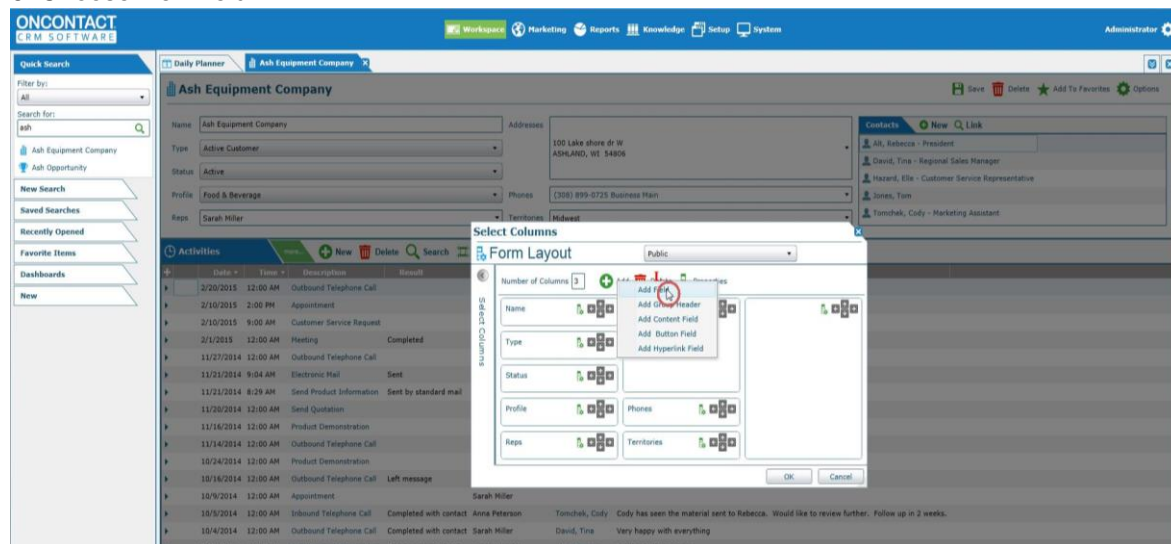 ONCONTACT
CRM SOFTWARE
Workspace Marketing Reports Knowledge Setup System
Administrator
Quick Search
Daily Planner Ash Equipment Company X
Filter by:
All
Search for:
ash
Ash Equipment Company
Ash Opportunity
New Search
Saved Searches
Recently Opened
Favorite Items
Dashboards
New
Ash Equipment Company
Save Delete Add To Favorites Options
Name Ash Equipment Company
Type Active Customer
Status Active
Profile Food & Beverage
Reps Sarah Miller
Addresses
100 Lake shore dr W
ASHLAND, WI 54806
Phones (308) 899-0725 Business Main
Territories Midwest
Contacts New Link
Alt, Rebecca - President
David, Tina - Regional Sales Manager
Hazard, Elle - Customer Service Representative
Jones, Tom
Tomchek, Cody - Marketing Assistant
Activities more... New Delete Search
Date Time Description Result
2/20/2015 12:00 AM Outbound Telephone Call
2/10/2015 2:00 PM Appointment
2/10/2015 9:00 AM Customer Service Request
2/1/2015 12:00 AM Meeting Completed
11/27/2014 12:00 AM Outbound Telephone Call
11/21/2014 9:04 AM Electronic Mail Sent
11/21/2014 8:29 AM Send Product Information Sent by standard mail
11/20/2014 12:00 AM Send Quotation
11/16/2014 12:00 AM Product Demonstration
11/14/2014 12:00 AM Outbound Telephone Call
10/24/2014 12:00 AM Product Demonstration
10/16/2014 12:00 AM Outbound Telephone Call Left message
10/9/2014 12:00 AM Appointment Sarah Miller
10/5/2014 12:00 AM Inbound Telephone Call Completed with contact Anna Peterson Tomchek, Cody Cody has seen the material sent to Rebecca. Would like to review further. Follow up in 2 weeks.
10/4/2014 12:00 AM Outbound Telephone Call Completed with contact Sarah Miller David, Tina Very happy with everything
Select Columns
Form Layout Public
Number of Columns 3
Select Columns
Add Field
Add Group Header
Add Content Field
Add Button Field
Add Hyperlink Field
Name
Type
Status
Profile Phones
Reps Territories
OK Cancel